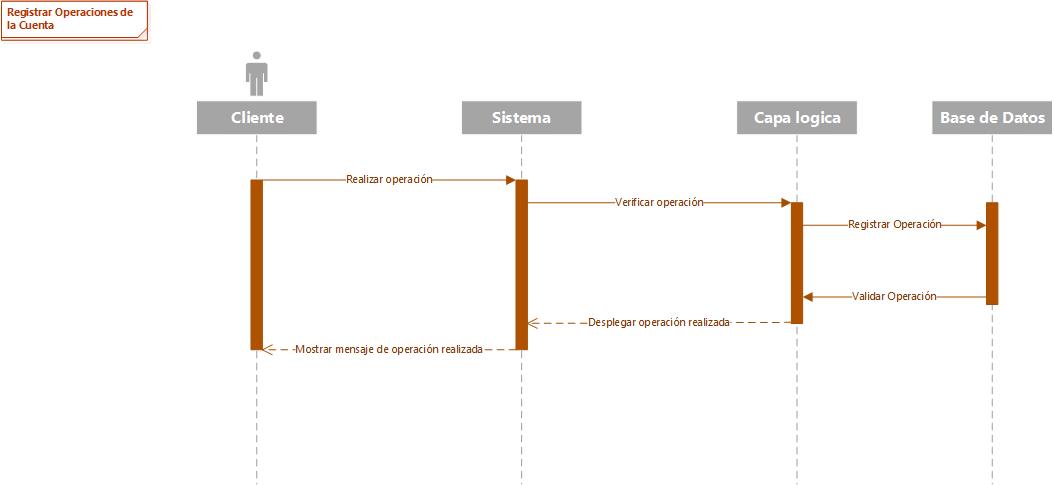 Registrar Operaciones de
la Cuenta
Cliente
Sistema
Capa logica
Base de Datos
Realizar operación
Verificar operación
Registrar Operación
Validar Operación
Desplegar operación realizada
Mostrar mensaje de operación realizada